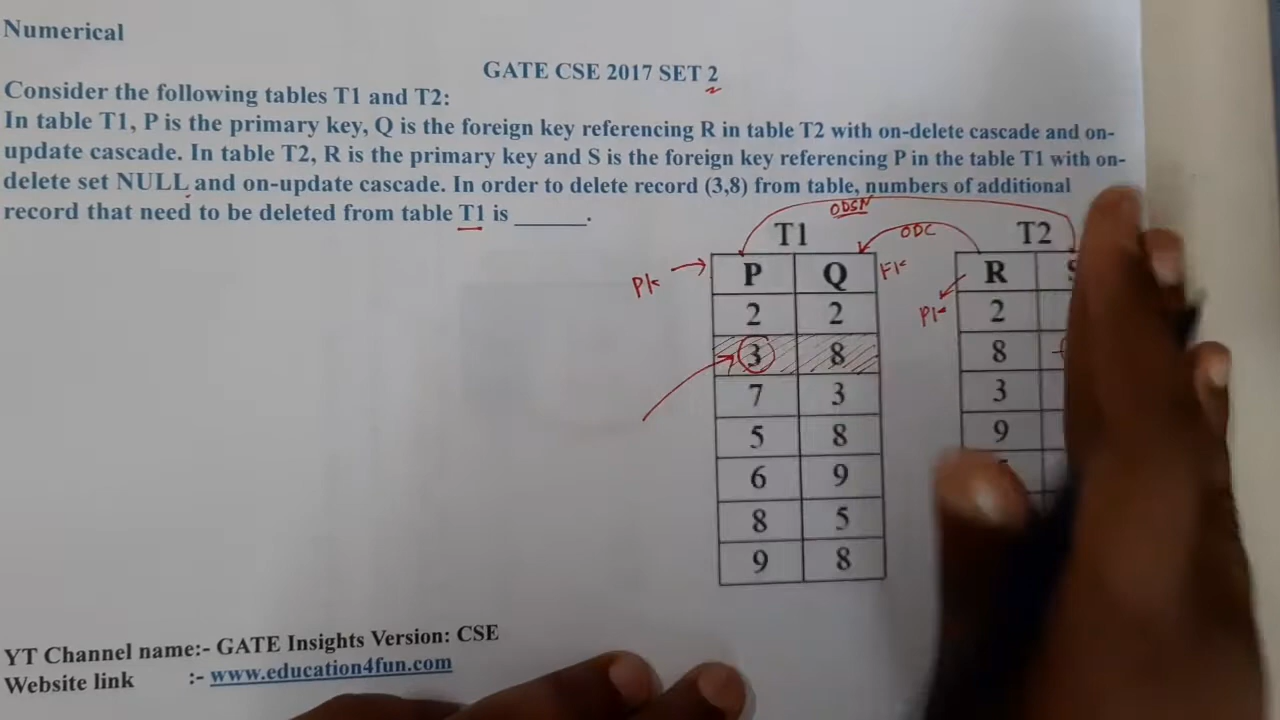 Numerical
GATE CSE 2017 SET 2
Consider the following tables T1 and T2:
In table T1, P is the primary key, Q is the foreign key referencing R in table T2 with on-delete cascade and on-
update cascade. In table T2, R is the primary key and S is the foreign key referencing P in the table T1 with on-
delete set NULL and on-update cascade. In order to delete record (3,8) from table, numbers of additional
record that need to be deleted from table T1 is ______.
ODSN
T1 ODC T2
PK P Q FK R
2 2 PK 2
3 8 8
7 3 3
5 8 9
6 9
8 5
9 8
YT Channel name:- GATE Insights Version: CSE
Website link :- www.education4fun.com